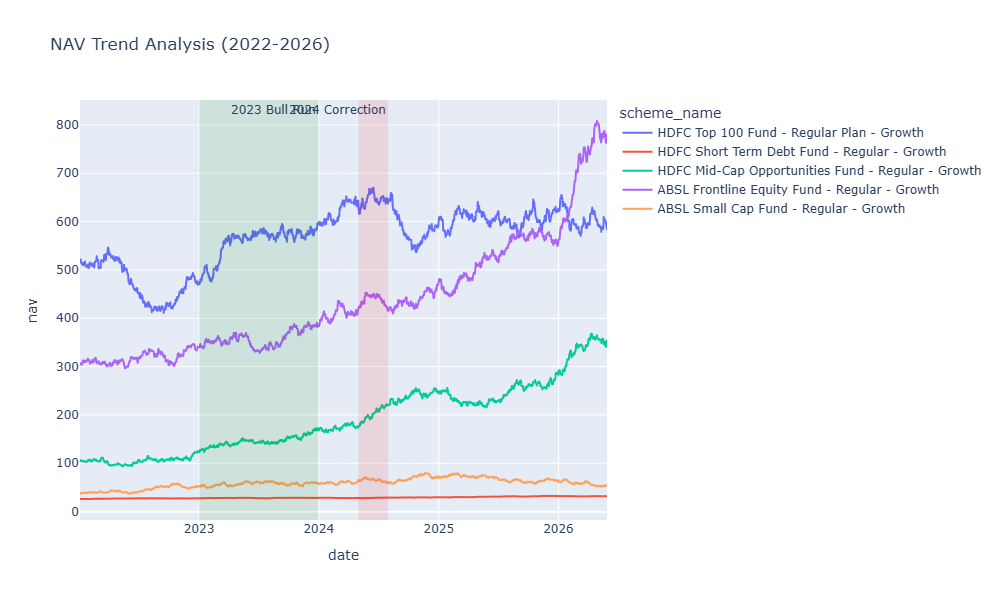 NAV Trend Analysis (2022-2026)
2023 Bull Run
2024 Correction
scheme_name
HDFC Top 100 Fund - Regular Plan - Growth
HDFC Short Term Debt Fund - Regular - Growth
HDFC Mid-Cap Opportunities Fund - Regular - Growth
ABSL Frontline Equity Fund - Regular - Growth
ABSL Small Cap Fund - Regular - Growth
800
700
600
500
400
300
200
100
0
nav
2023
2024
2025
2026
date